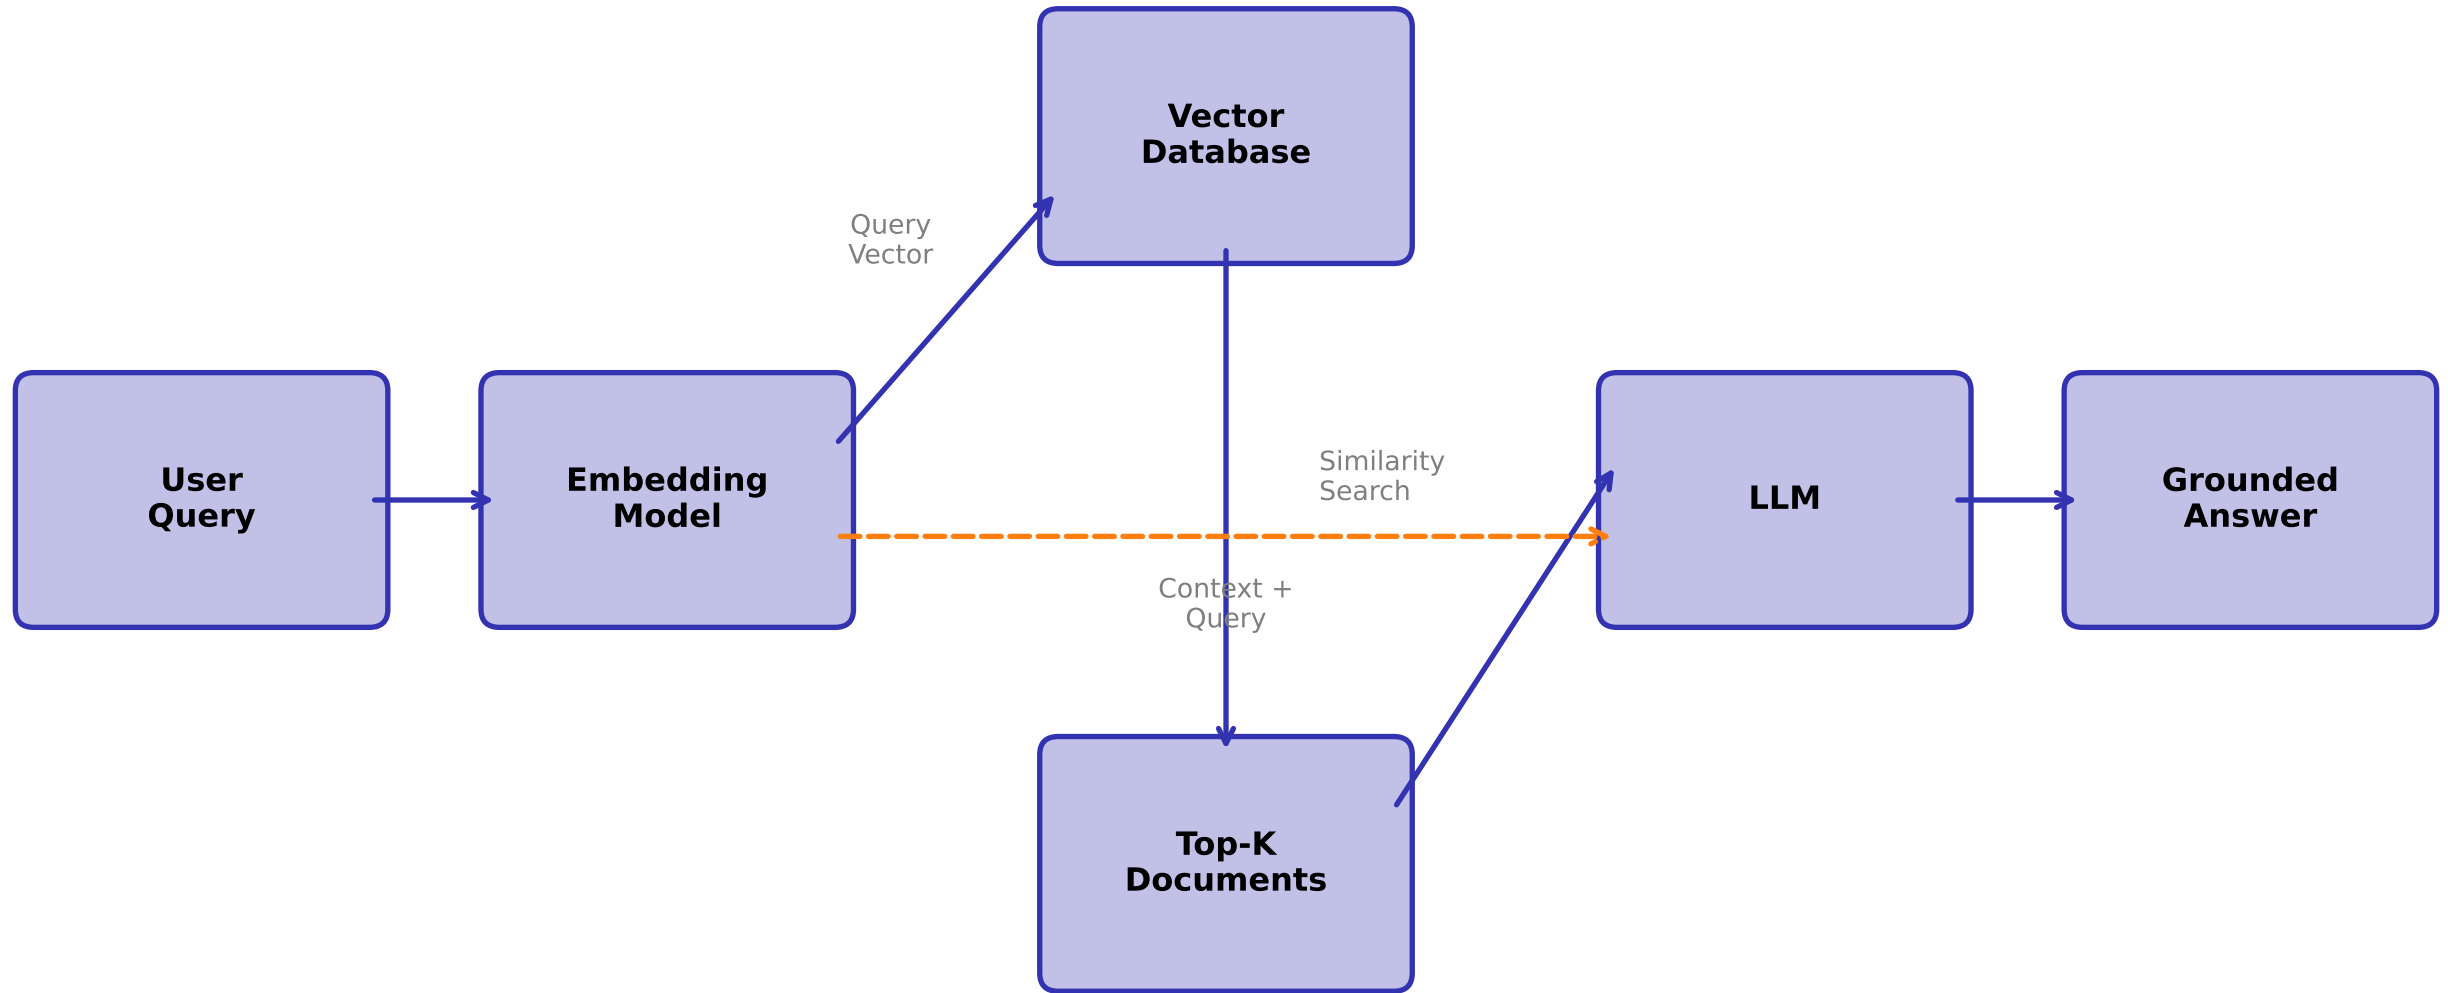 Vector
Database
Query
Vector
User
Query
Embedding
Model
Similarity
Search
LLM
Grounded
Answer
Context +
Query
Top-K
Documents